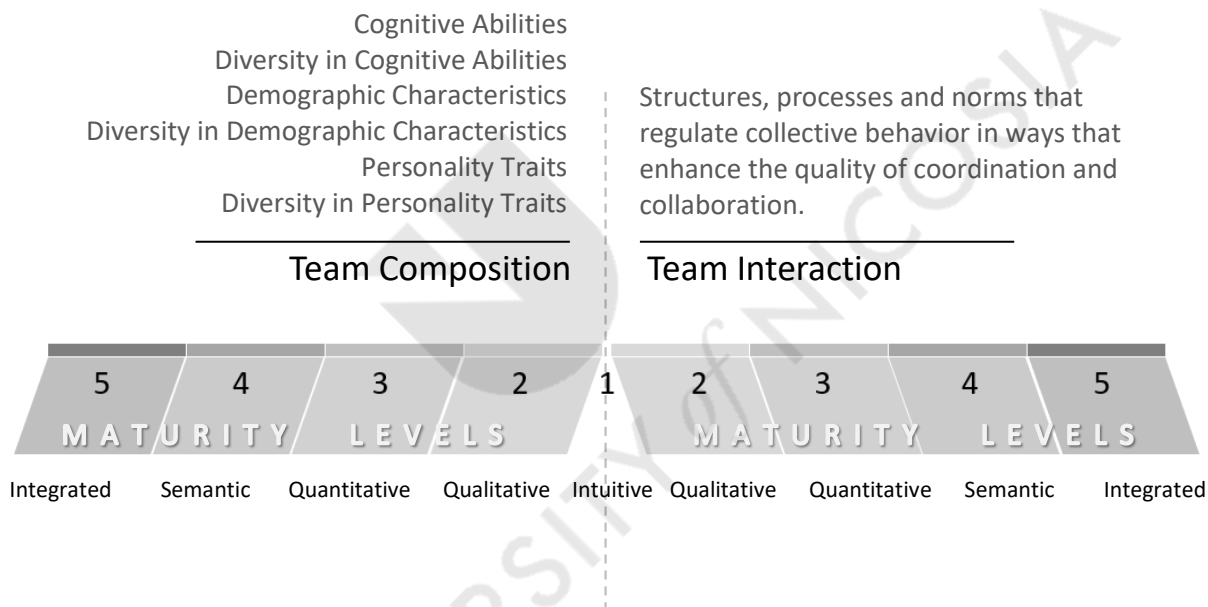 Cognitive Abilities
Diversity in Cognitive Abilities
Demographic Characteristics
Diversity in Demographic Characteristics
Personality Traits
Diversity in Personality Traits
Team Composition
Structures, processes and norms that
regulate collective behavior in ways that
enhance the quality of coordination and
collaboration.
Team Interaction
5 4 3 2 1 2 3 4 5
MATURITY LEVELS MATURITY LEVELS
Integrated Semantic Quantitative Qualitative Intuitive Qualitative Quantitative Semantic Integrated
ERSITY of NICOSIA